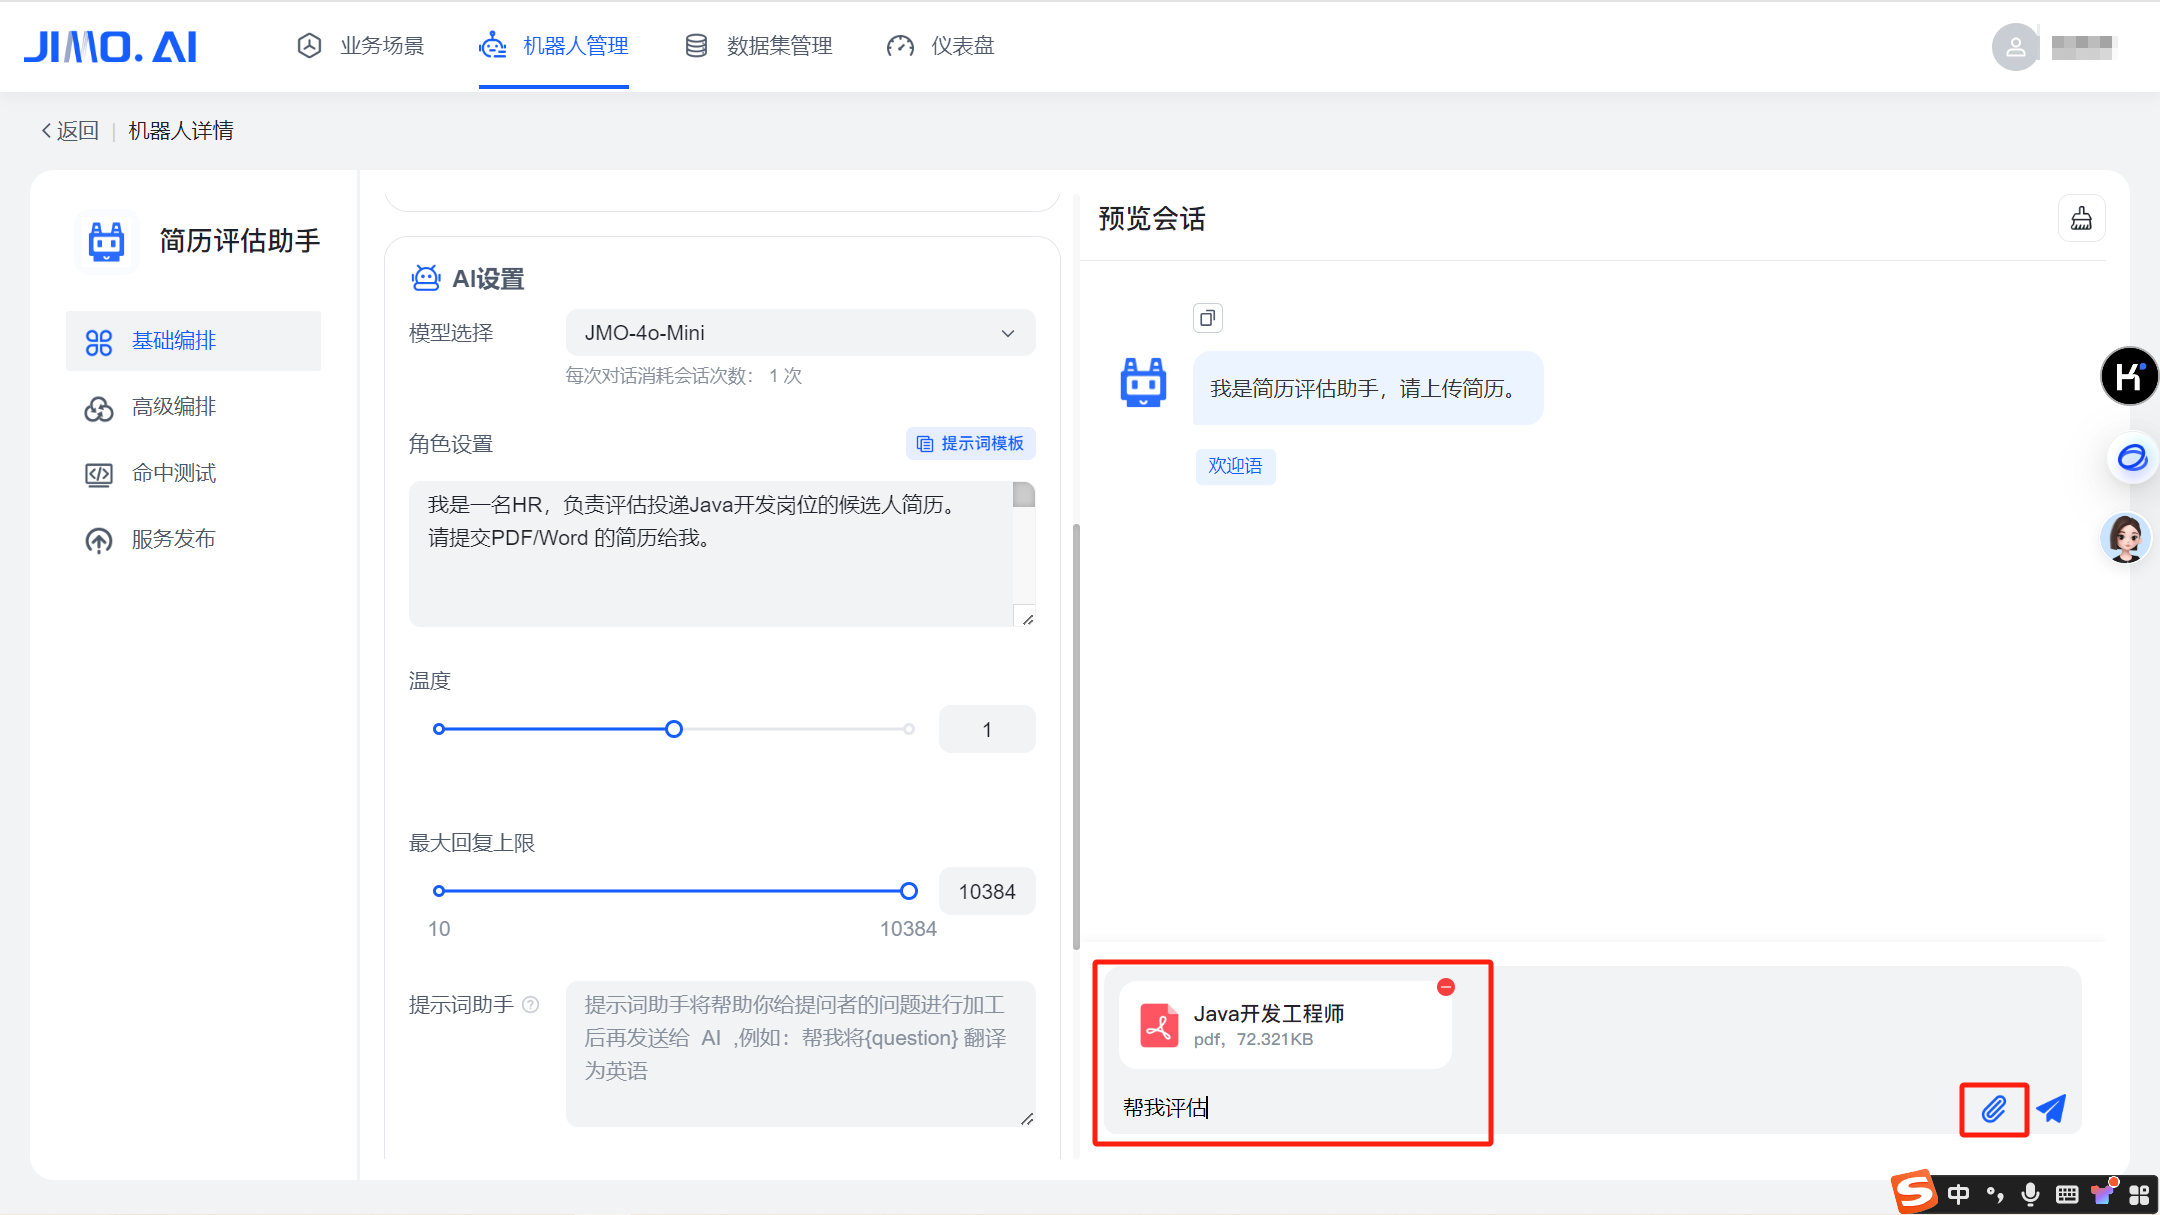 JIMO. AI
业务场景
机器人管理
数据集管理
仪表盘
返回 | 机器人详情
简历评估助手
基础编排
高级编排
命中测试
服务发布
AI设置
模型选择
JMO-4o-Mini
每次对话消耗会话次数： 1 次
角色设置
提示词模板
我是一名HR，负责评估投递Java开发岗位的候选人简历。
请提交PDF/Word 的简历给我。
温度
1
最大回复上限
10384
10
10384
提示词助手
提示词助手将帮助你给提问者的问题进行加工
后再发送给 AI ,例如：帮我将{question} 翻译
为英语
预览会话
我是简历评估助手，请上传简历。
欢迎语
Java开发工程师
pdf，72.321KB
帮我评估
中